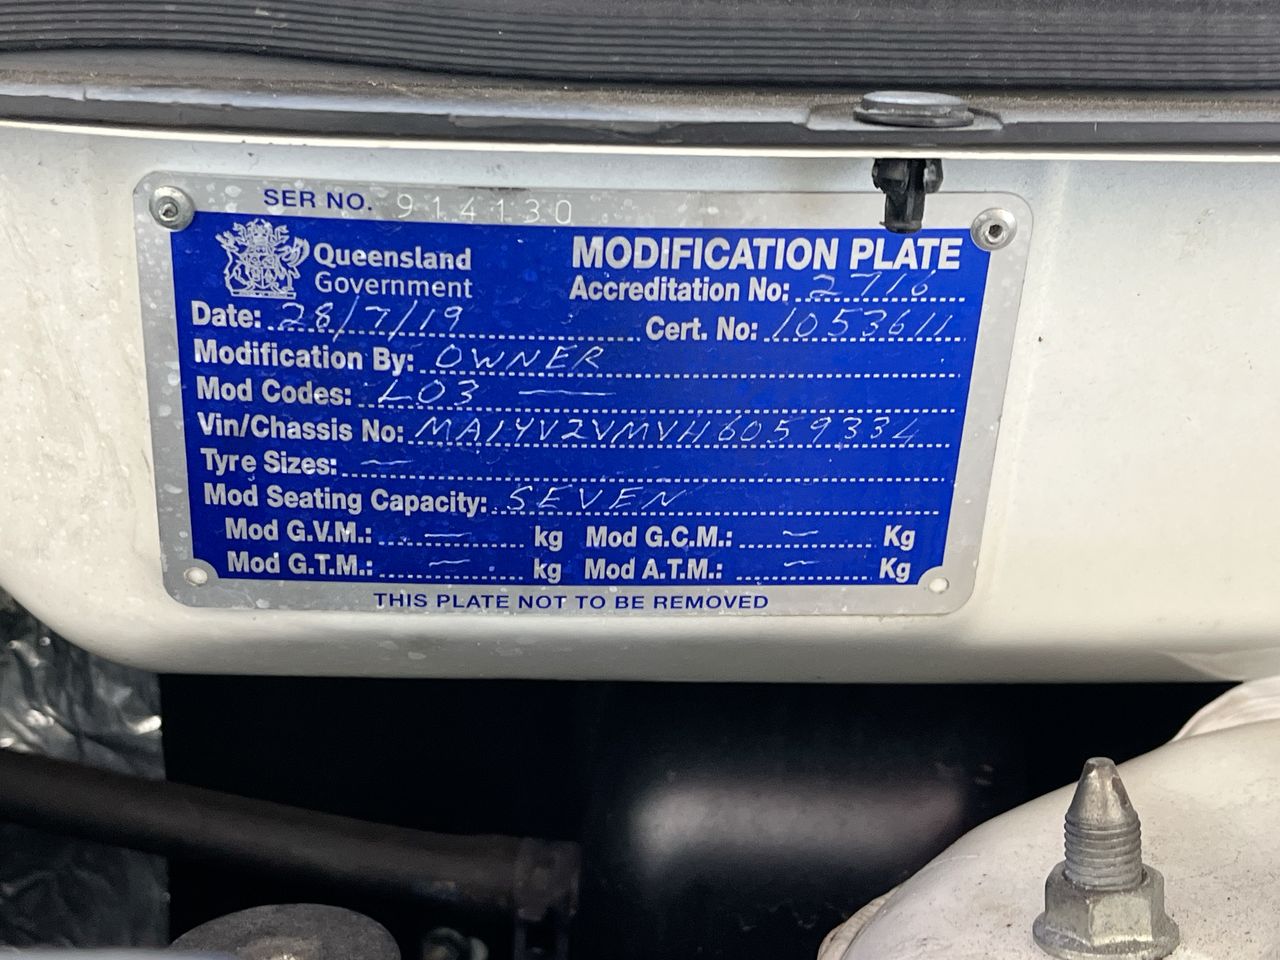 SER NO. 914130
Queensland
Government
MODIFICATION PLATE
Accreditation No: 2716
Date: 28/7/19 Cert. No: 1053611
Modification By: OWNER
Mod Codes: LO3 —
Vin/Chassis No: MA14V2VMVH6059334
Tyre Sizes: —
Mod Seating Capacity: SEVEN
Mod G.V.M.: — kg Mod G.C.M.: — Kg
Mod G.T.M.: — kg Mod A.T.M.: — Kg
THIS PLATE NOT TO BE REMOVED